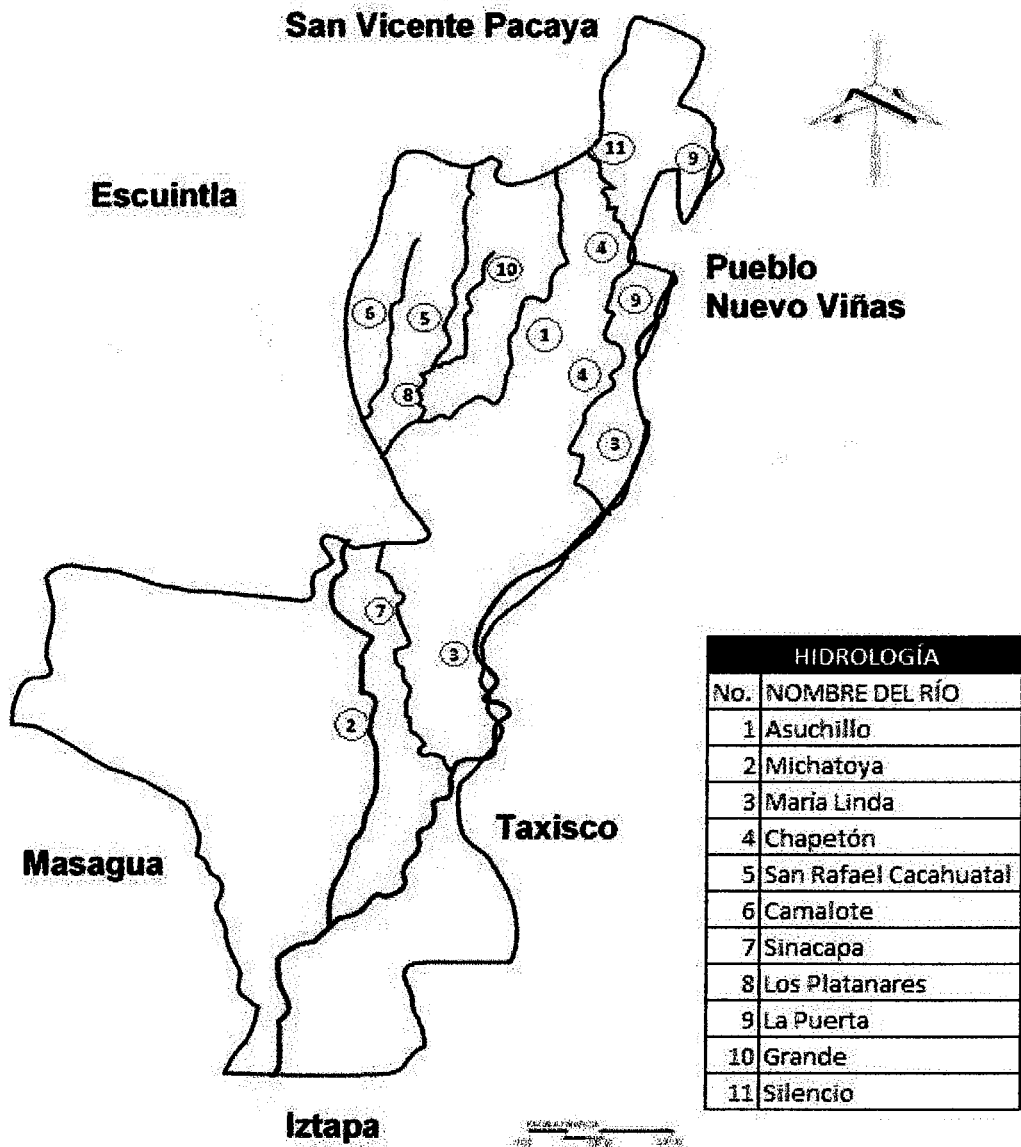 San Vicente Pacaya
Escuintla
Pueblo
Nuevo Viñas
11
9
4
10
9
6
5
1
4
8
3
7
3
2
Taxisco
Masagua
Iztapa
HIDROLOGÍA
No. NOMBRE DEL RÍO
1 Asuchillo
2 Michatoya
3 María Linda
4 Chapetón
5 San Rafael Cacahuatal
6 Camalote
7 Sinacapa
8 Los Platanares
9 La Puerta
10 Grande
11 Silencio